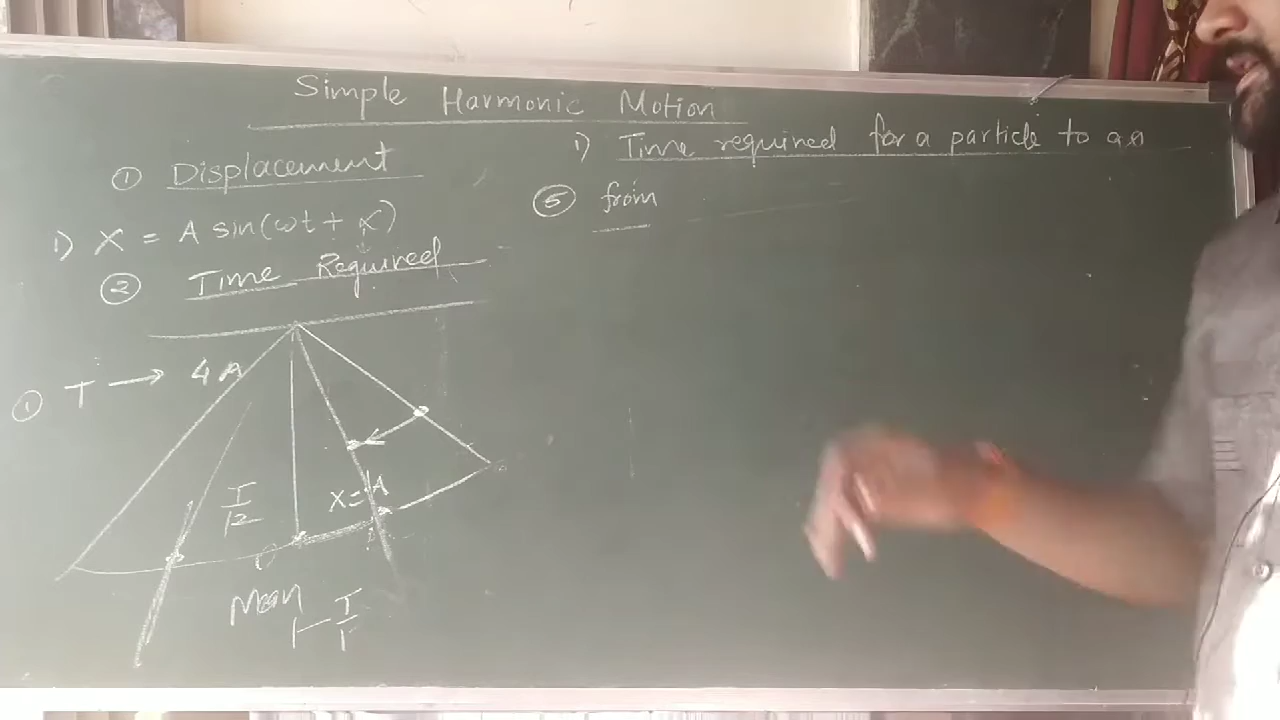 Simple Harmonic Motion
① Displacement
1) X = A sin(ωt + α)
② Time Required
① T → 4A
T/12
X = A
O
Mean
1) Time required for a particle to
⑤ from